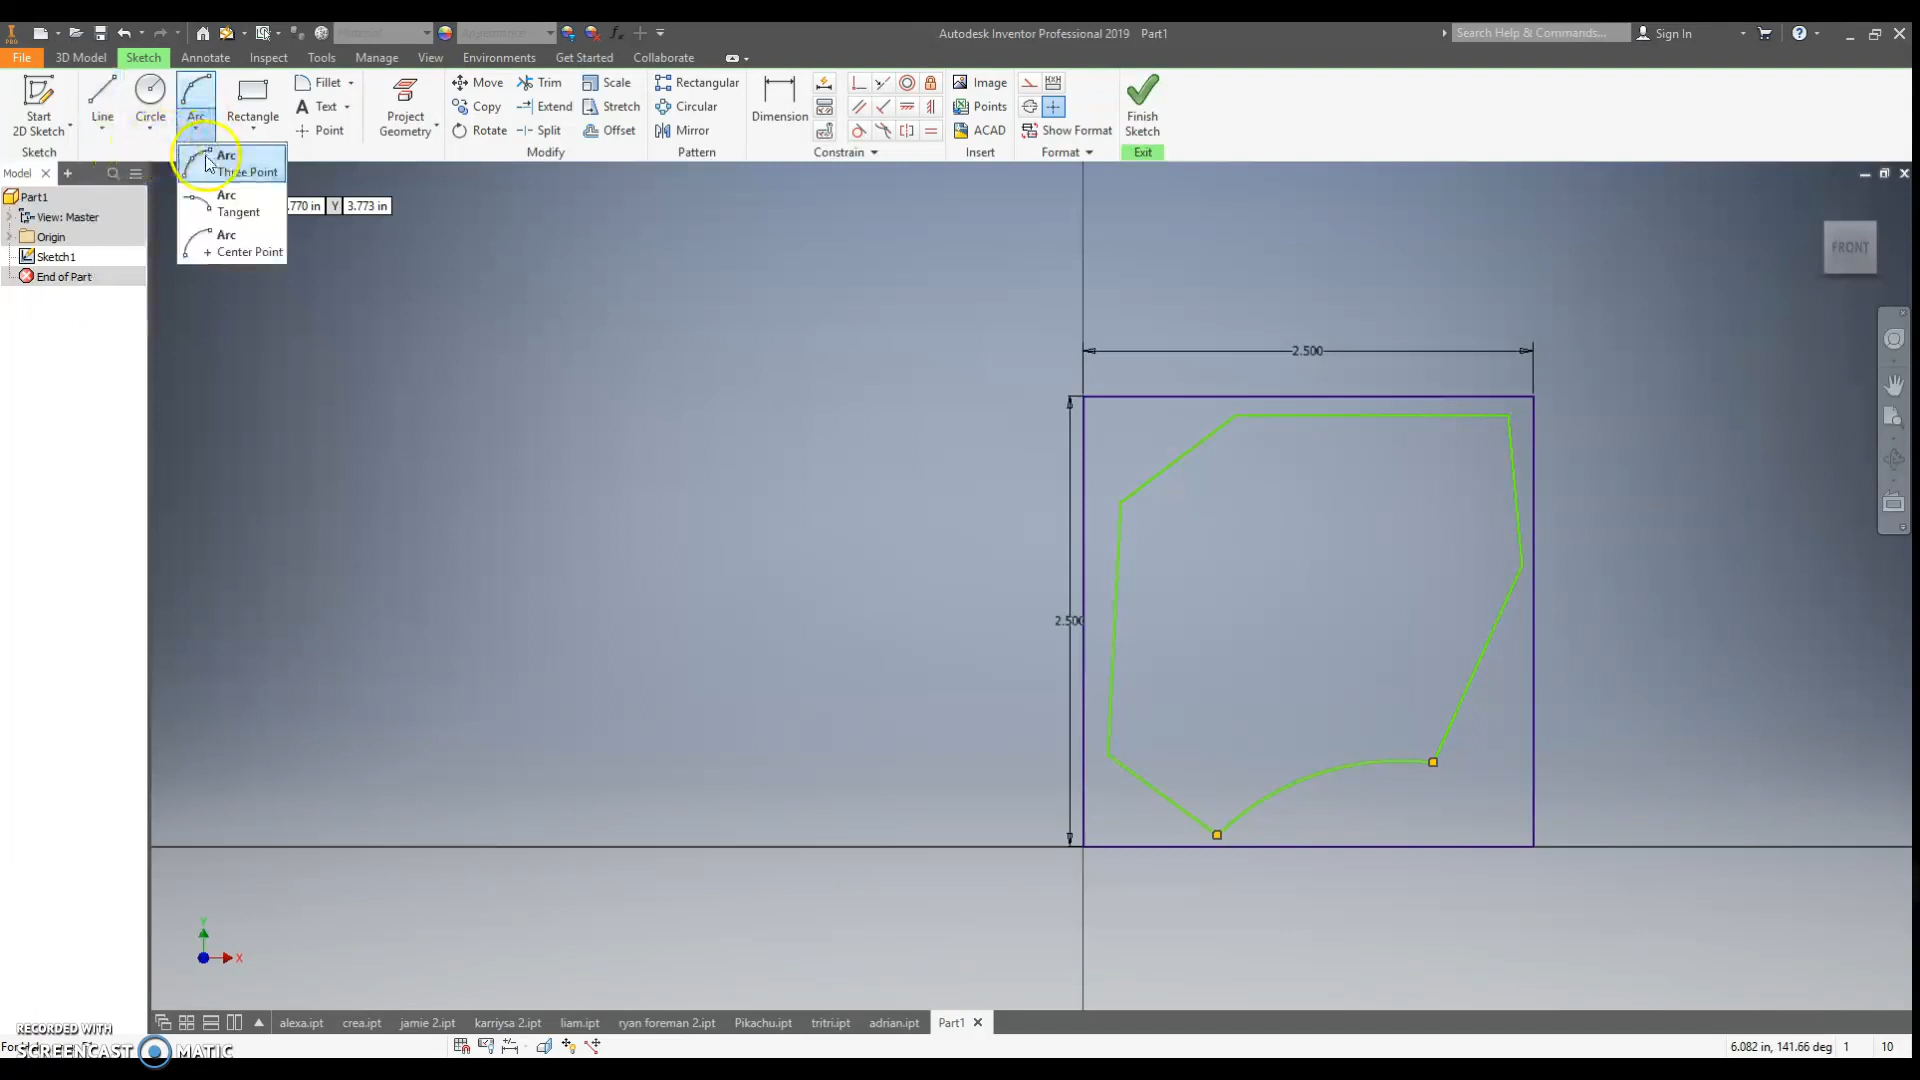 Autodesk Inventor Professional 2019 Part1
Search Help & Commands...
Sign In
File 3D Model Sketch Annotate Inspect Tools Manage View Environments Get Started Collaborate
Start
2D Sketch
Line
Circle
Arc
Rectangle
Fillet
Text
Point
Project
Geometry
Move
Copy
Rotate
Trim
Extend
Split
Scale
Stretch
Offset
Rectangular
Circular
Mirror
Dimension
Image
Points
ACAD
Show Format
Finish
Sketch
Sketch
Modify
Pattern
Constrain
Insert
Format
Exit
Arc
Three Point
Arc
Tangent
Arc
Center Point
.770 in Y 3.773 in
Model
Part1
View: Master
Origin
Sketch1
End of Part
FRONT
2.500
2.500
Y
X
alexa.ipt crea.ipt jamie 2.ipt karriysa 2.ipt liam.ipt ryan foreman 2.ipt Pikachu.ipt tritri.ipt adrian.ipt Part1
RECORDED WITH
SCREENCAST MATIC
6.082 in, 141.66 deg 1 10